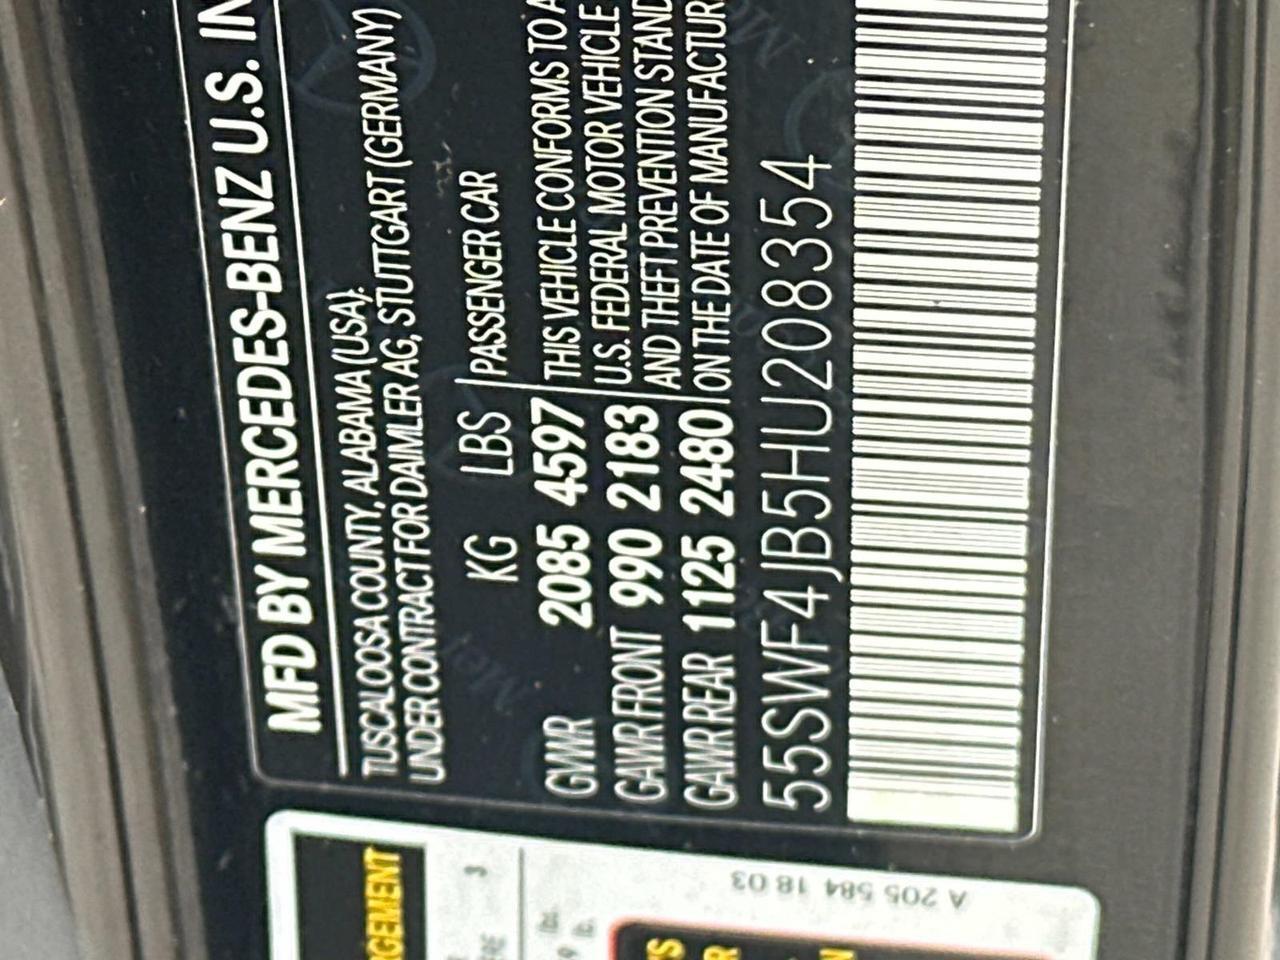 MFD BY MERCEDES-BENZ U.S. IN
TUSCALOOSA COUNTY, ALABAMA (USA).
UNDER CONTRACT FOR DAIMLER AG, STUTTGART (GERMANY)
KG LBS PASSENGER CAR
GVWR 2085 4597 THIS VEHICLE CONFORMS TO A
GAWR FRONT 990 2183 U.S. FEDERAL MOTOR VEHICLE
GAWR REAR 1125 2480 AND THEFT PREVENTION STAND
ON THE DATE OF MANUFACTUR
55SWF4JB5HU208354
GEMENT
3
A 205 584 18 03